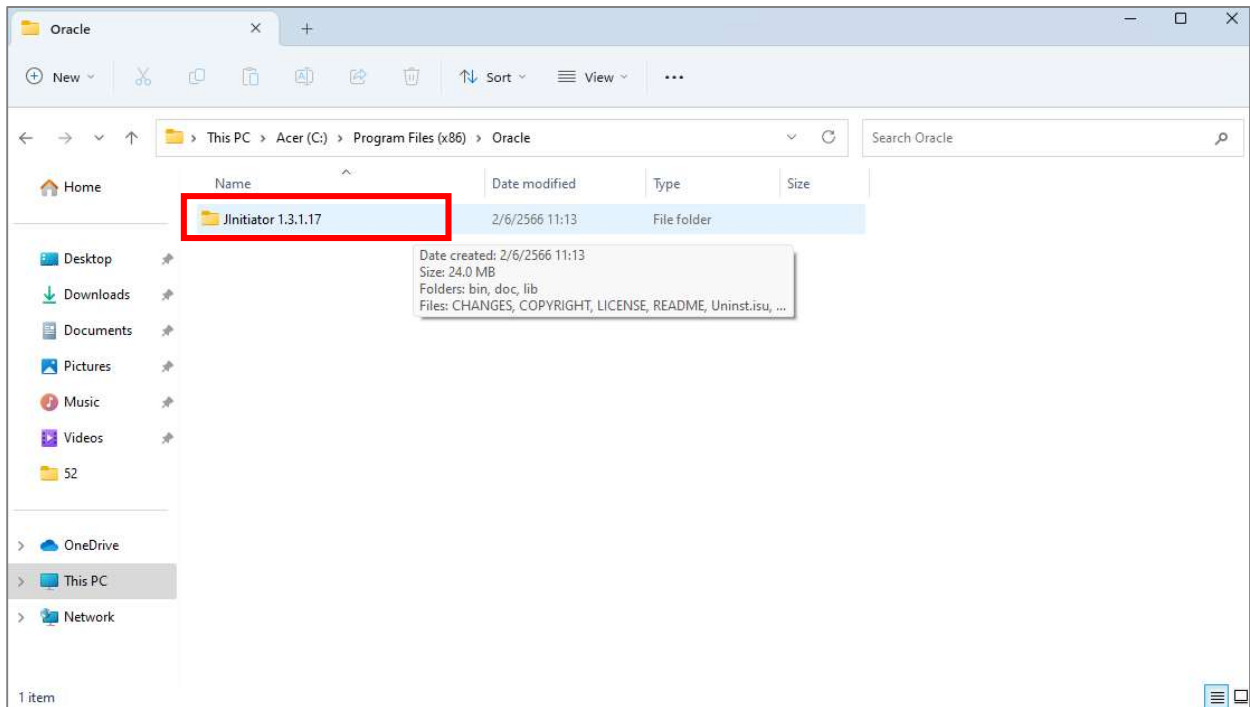 Oracle
New Sort View
This PC > Acer (C:) > Program Files (x86) > Oracle
Search Oracle
Name Date modified Type Size
JInitiator 1.3.1.17 2/6/2566 11:13 File folder
Date created: 2/6/2566 11:13
Size: 24.0 MB
Folders: bin, doc, lib
Files: CHANGES, COPYRIGHT, LICENSE, README, Uninst.isu, ...
Home
Desktop
Downloads
Documents
Pictures
Music
Videos
52
OneDrive
This PC
Network
1 item